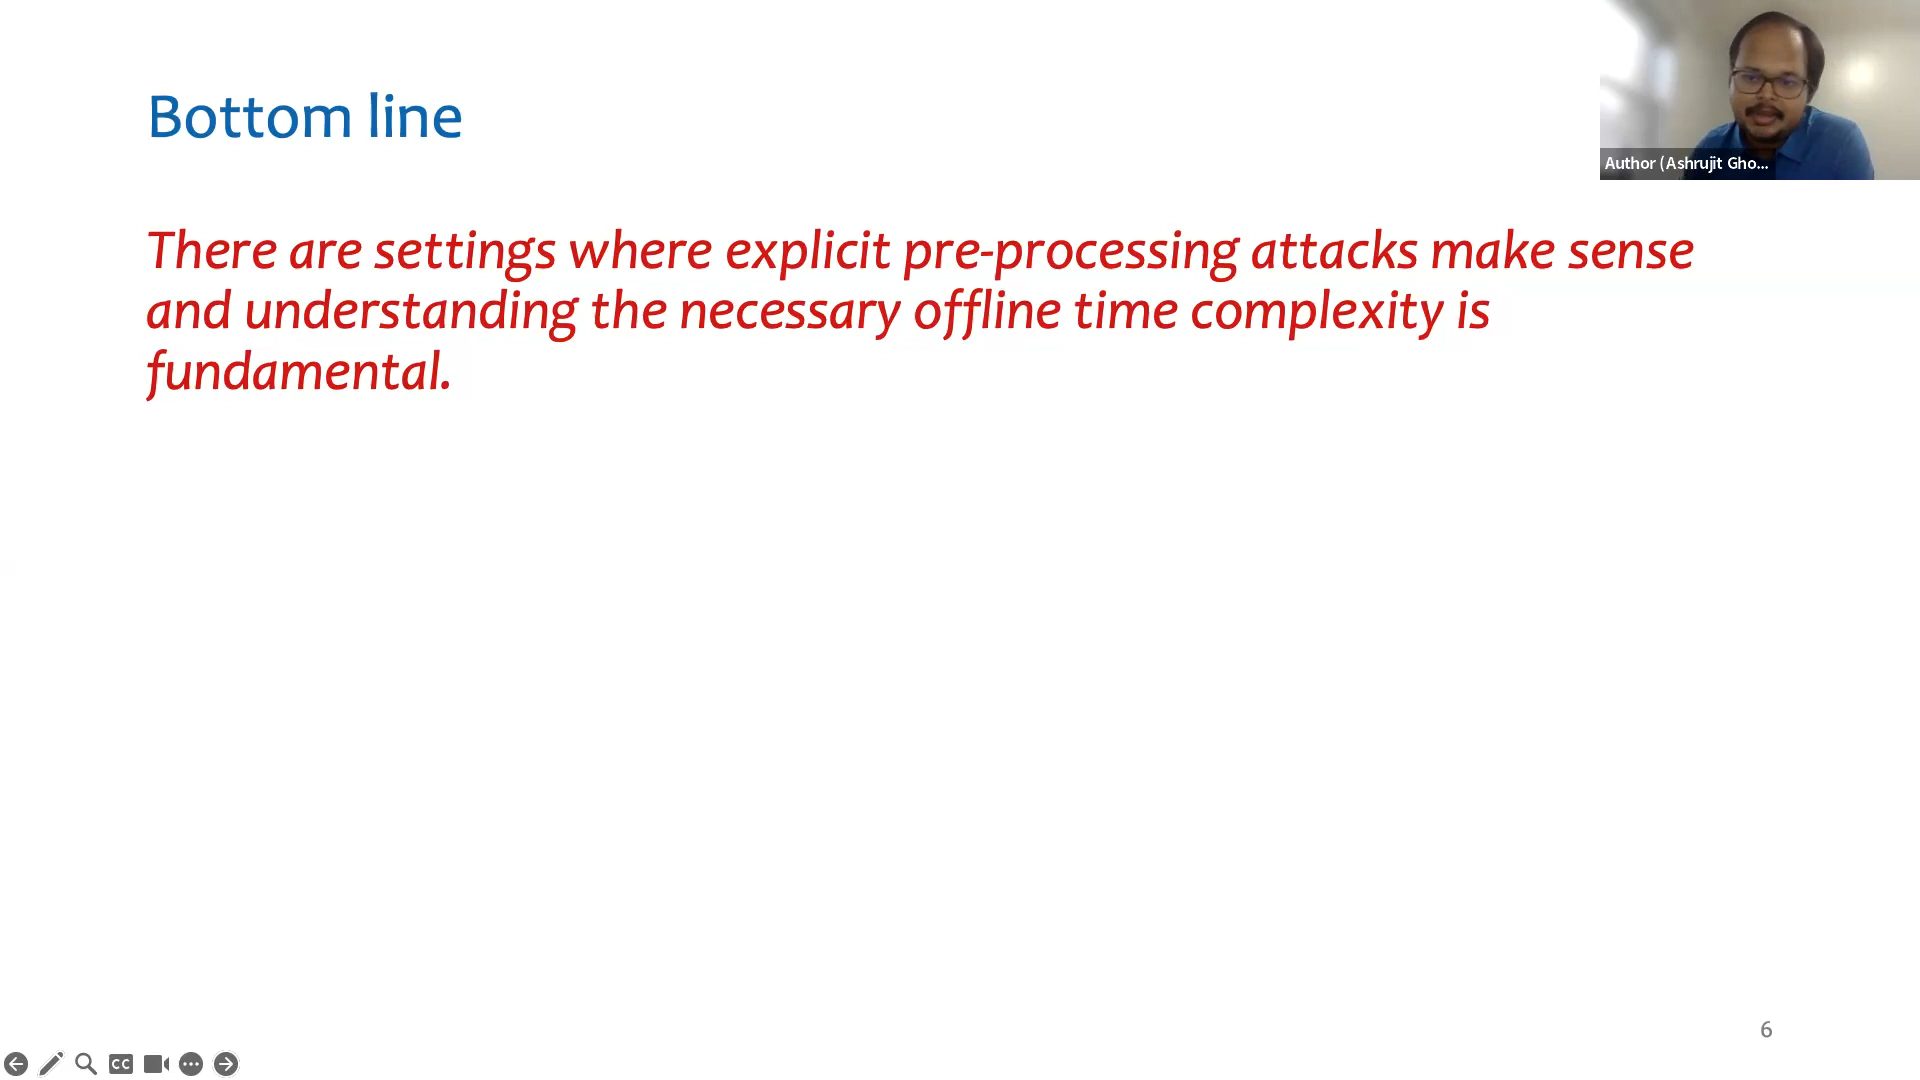 Bottom line
Author (Ashrujit Gho...
There are settings where explicit pre-processing attacks make sense
and understanding the necessary offline time complexity is
fundamental.
6
CC